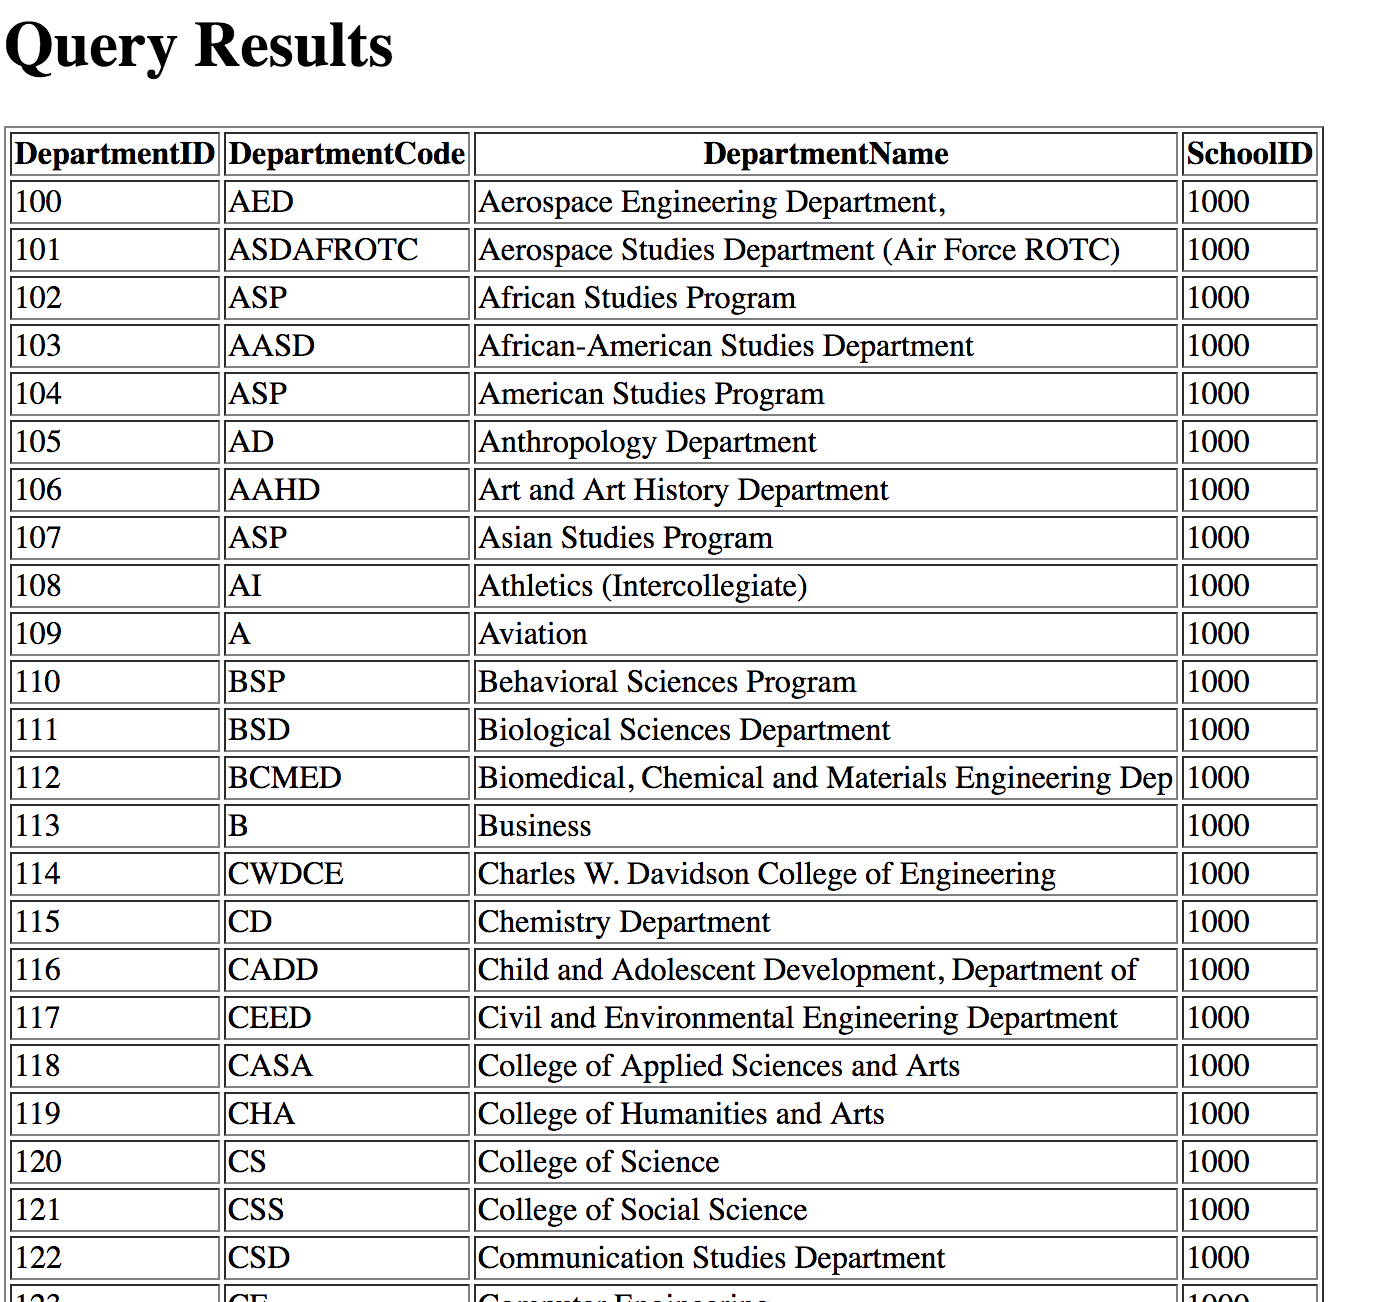 Query Results
DepartmentID DepartmentCode DepartmentName SchoolID
100 AED Aerospace Engineering Department, 1000
101 ASDAFROTC Aerospace Studies Department (Air Force ROTC) 1000
102 ASP African Studies Program 1000
103 AASD African-American Studies Department 1000
104 ASP American Studies Program 1000
105 AD Anthropology Department 1000
106 AAHD Art and Art History Department 1000
107 ASP Asian Studies Program 1000
108 AI Athletics (Intercollegiate) 1000
109 A Aviation 1000
110 BSP Behavioral Sciences Program 1000
111 BSD Biological Sciences Department 1000
112 BCMED Biomedical, Chemical and Materials Engineering Dep 1000
113 B Business 1000
114 CWDCE Charles W. Davidson College of Engineering 1000
115 CD Chemistry Department 1000
116 CADD Child and Adolescent Development, Department of 1000
117 CEED Civil and Environmental Engineering Department 1000
118 CASA College of Applied Sciences and Arts 1000
119 CHA College of Humanities and Arts 1000
120 CS College of Science 1000
121 CSS College of Social Science 1000
122 CSD Communication Studies Department 1000
123 CE Computer Engineering 1000